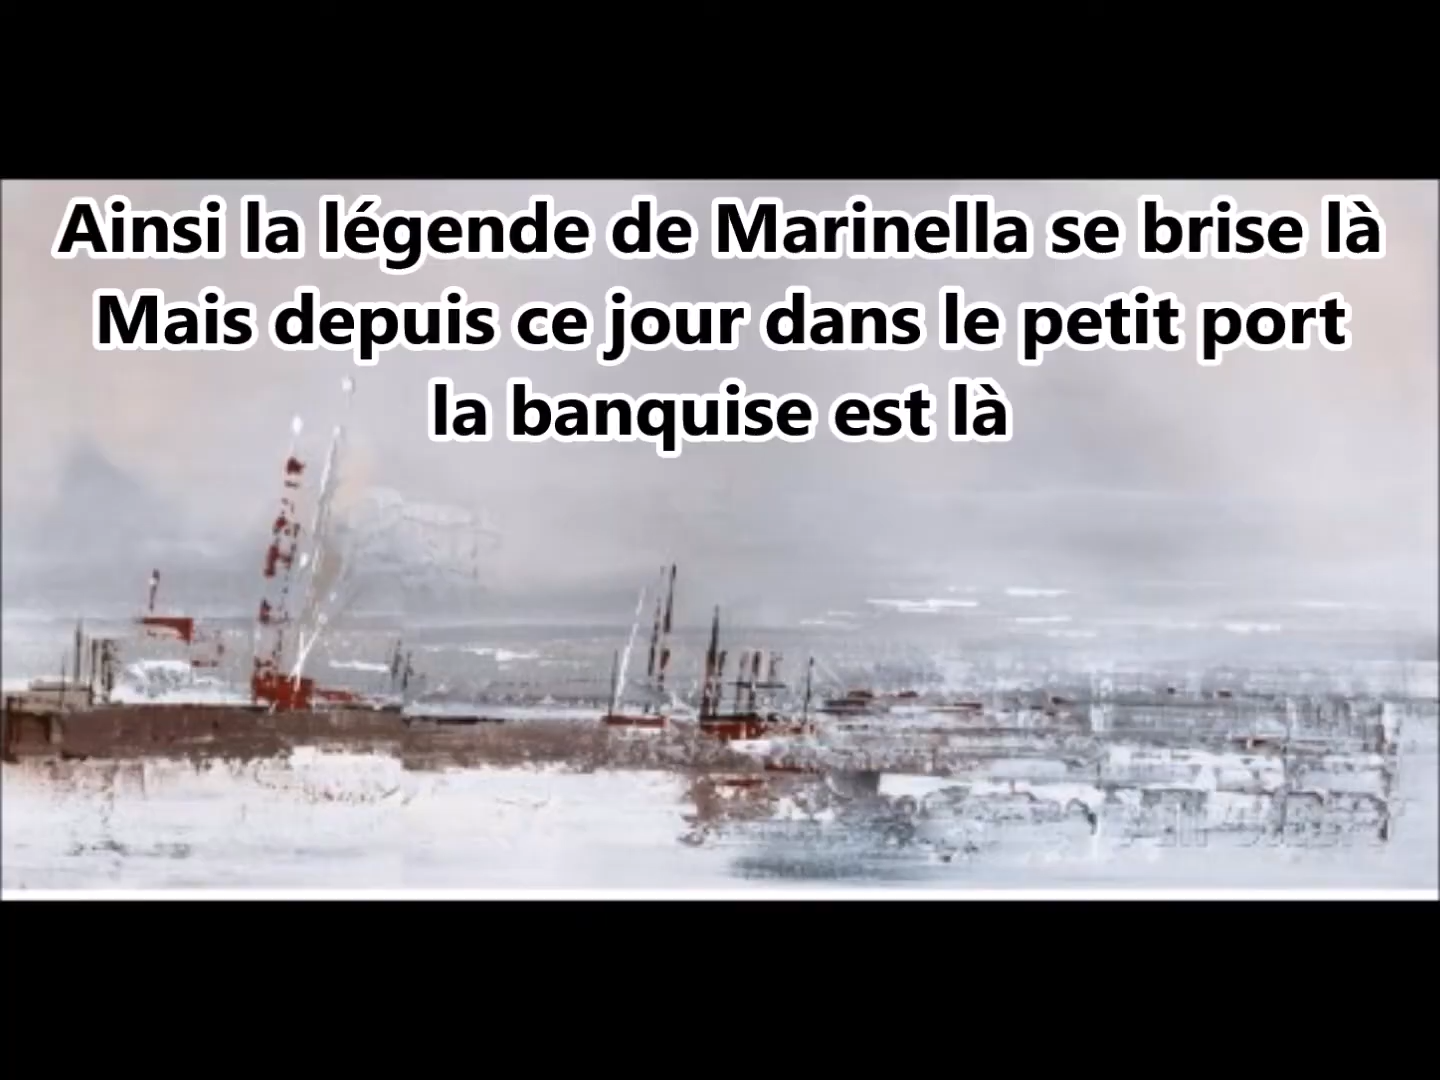 Ainsi la légende de Marinella se brise là
Mais depuis ce jour dans le petit port
la banquise est là